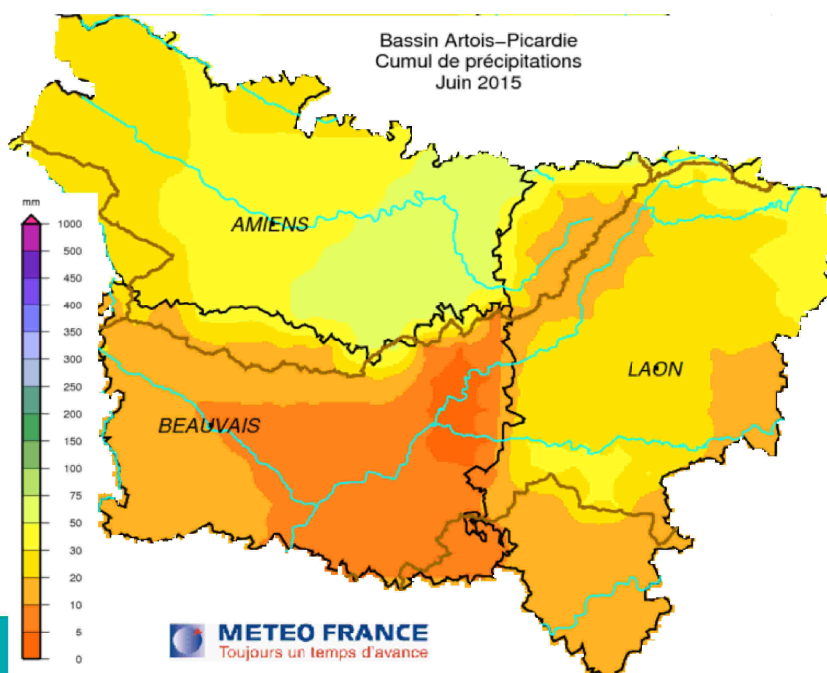 Bassin Artois–Picardie
Cumul de précipitations
Juin 2015
mm
1000
500
450
400
350
300
250
200
150
100
75
50
30
20
10
5
0
AMIENS
LAON
BEAUVAIS
METEO FRANCE
Toujours un temps d'avance